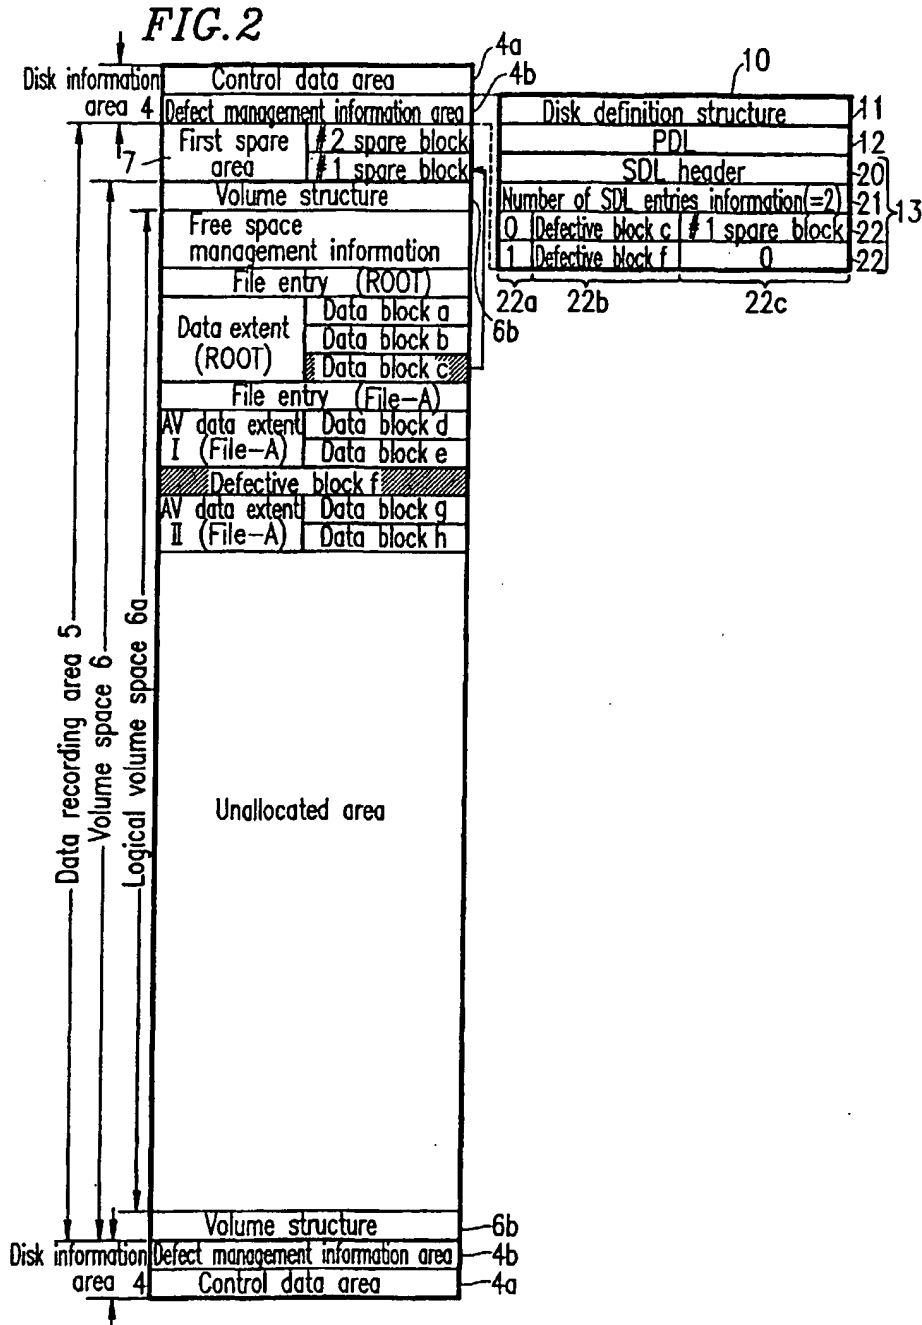 FIG.2
4a
Disk information
area 4
Control data area
4b
Defect management information area
10
Disk definition structure
11
PDL
12
SDL header
20
Number of SDL entries information(=2)
21
13
0 Defective block c #1 spare block
22
1 Defective block f 0
22
22a 22b 22c
7
First spare
area
#2 spare block
#1 spare block
Volume structure
6b
Free space
management information
File entry (ROOT)
Data extent
(ROOT)
Data block a
Data block b
Data block c
File entry (File-A)
AV data extent
I (File-A)
Data block d
Data block e
Defective block f
AV data extent
II (File-A)
Data block g
Data block h
Data recording area 5
Volume space 6
Logical volume space 6a
Unallocated area
Volume structure
6b
Disk information
area 4
Defect management information area
4b
Control data area
4a